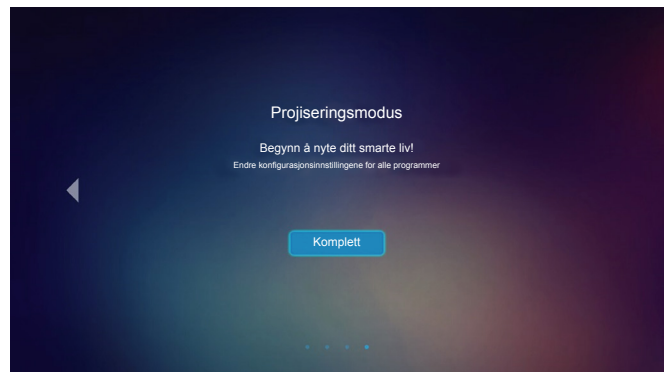 Projiseringsmodus
Begynn å nyte ditt smarte liv!
Endre konfigurasjonsinnstillingene for alle programmer
Komplett